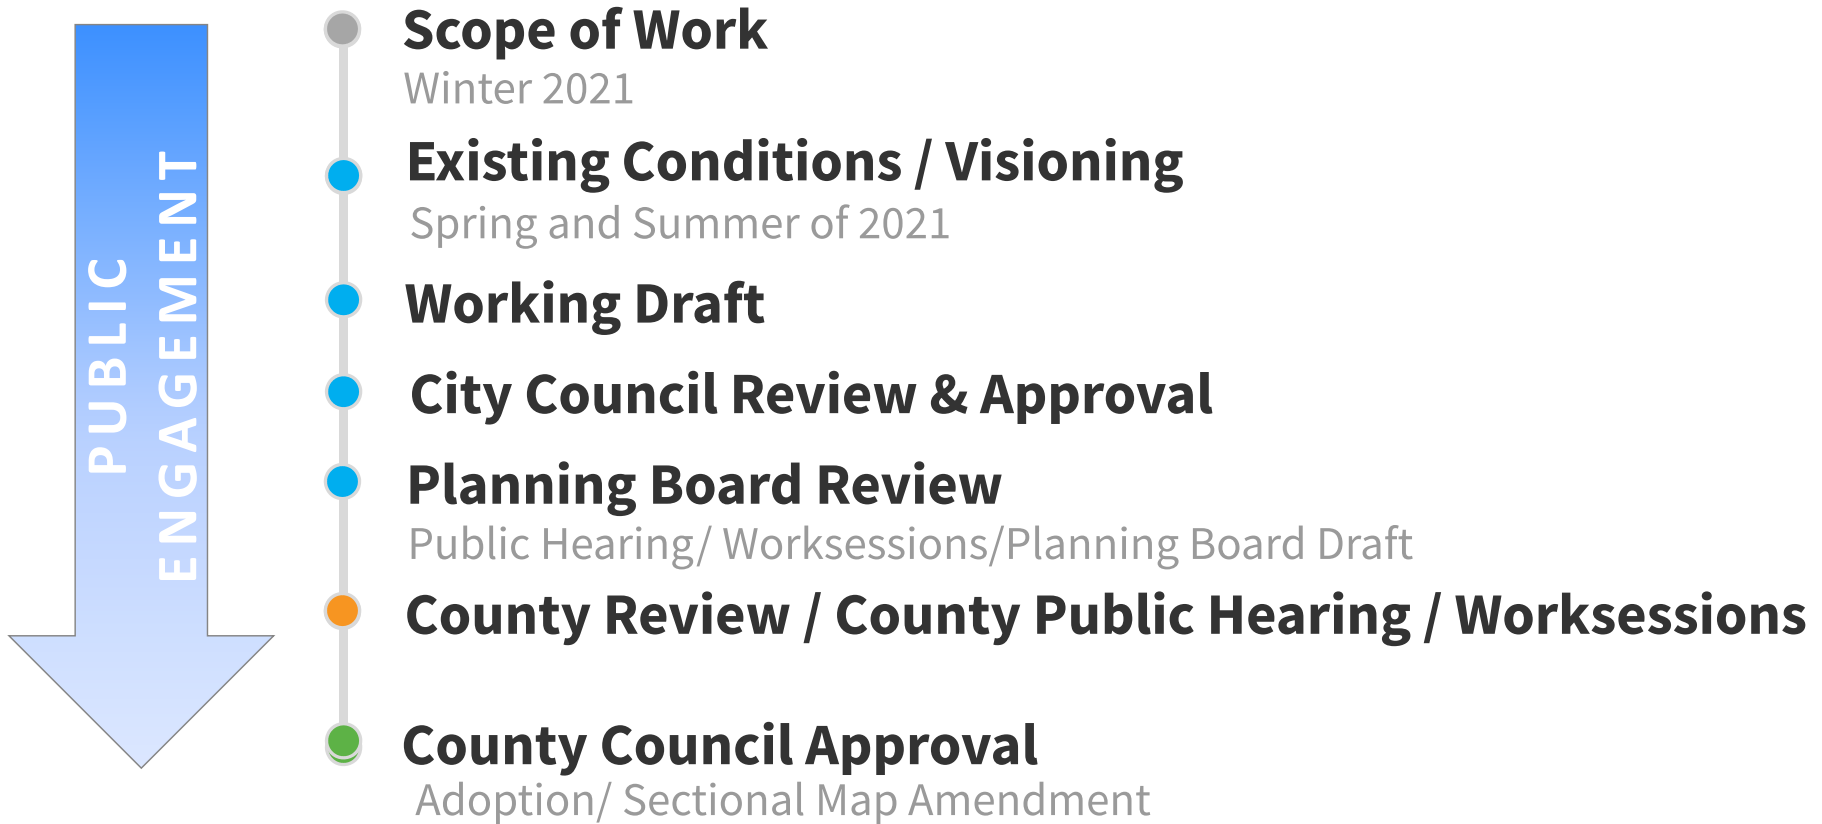 PUBLIC
ENGAGEMENT
Scope of Work
Winter 2021
Existing Conditions / Visioning
Spring and Summer of 2021
Working Draft
City Council Review & Approval
Planning Board Review
Public Hearing/ Worksessions/Planning Board Draft
County Review / County Public Hearing / Worksessions
County Council Approval
Adoption/ Sectional Map Amendment